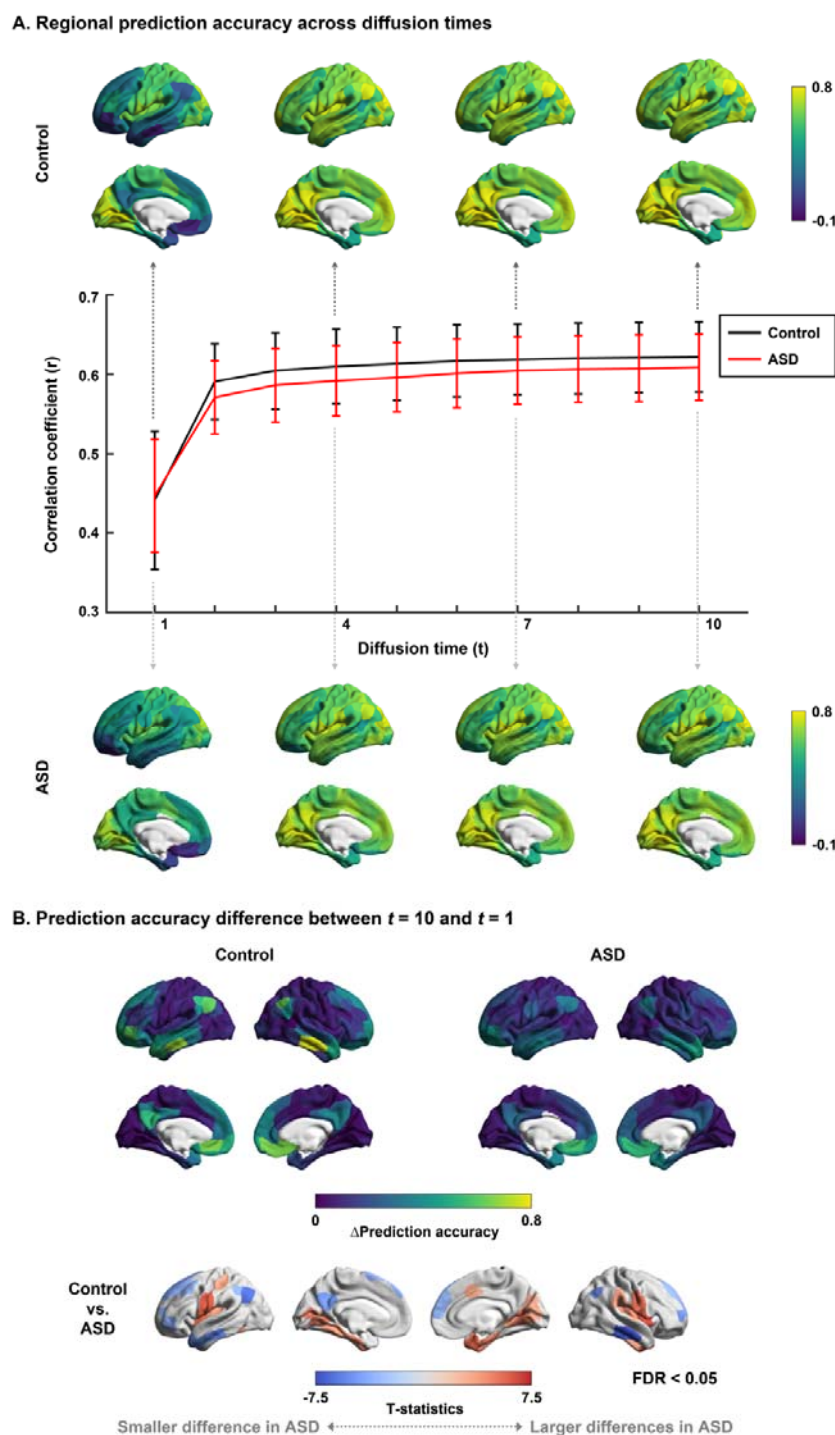 A. Regional prediction accuracy across diffusion times
0.8
-0.1
Control
0.7
0.6
0.5
0.4
0.3
Correlation coefficient (r)
Control
ASD
1
4
7
10
Diffusion time (t)
0.8
-0.1
ASD
B. Prediction accuracy difference between t = 10 and t = 1
Control
ASD
0
0.8
ΔPrediction accuracy
Control
vs.
ASD
-7.5
7.5
T-statistics
FDR < 0.05
Smaller difference in ASD
Larger differences in ASD